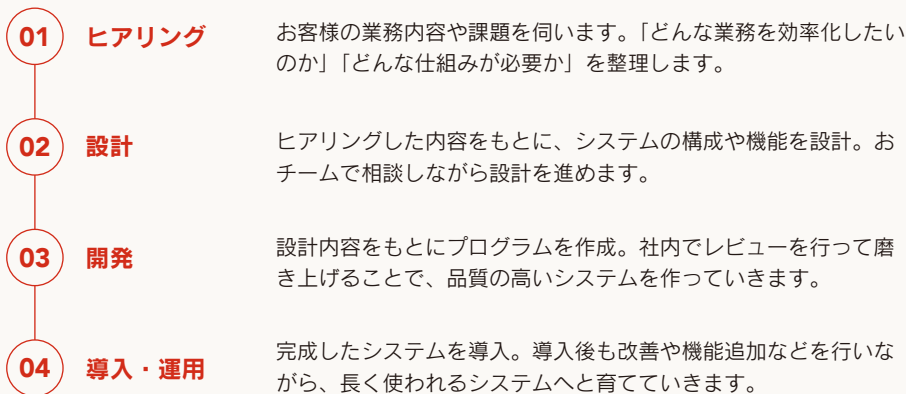 01 ヒアリング
お客様の業務内容や課題を伺います。「どんな業務を効率化したい
のか」「どんな仕組みが必要か」を整理します。
02 設計
ヒアリングした内容をもとに、システムの構成や機能を設計。お
チームで相談しながら設計を進めます。
03 開発
設計内容をもとにプログラムを作成。社内でレビューを行って磨
き上げることで、品質の高いシステムを作っていきます。
04 導入・運用
完成したシステムを導入。導入後も改善や機能追加などを行いな
がら、長く使われるシステムへと育てていきます。